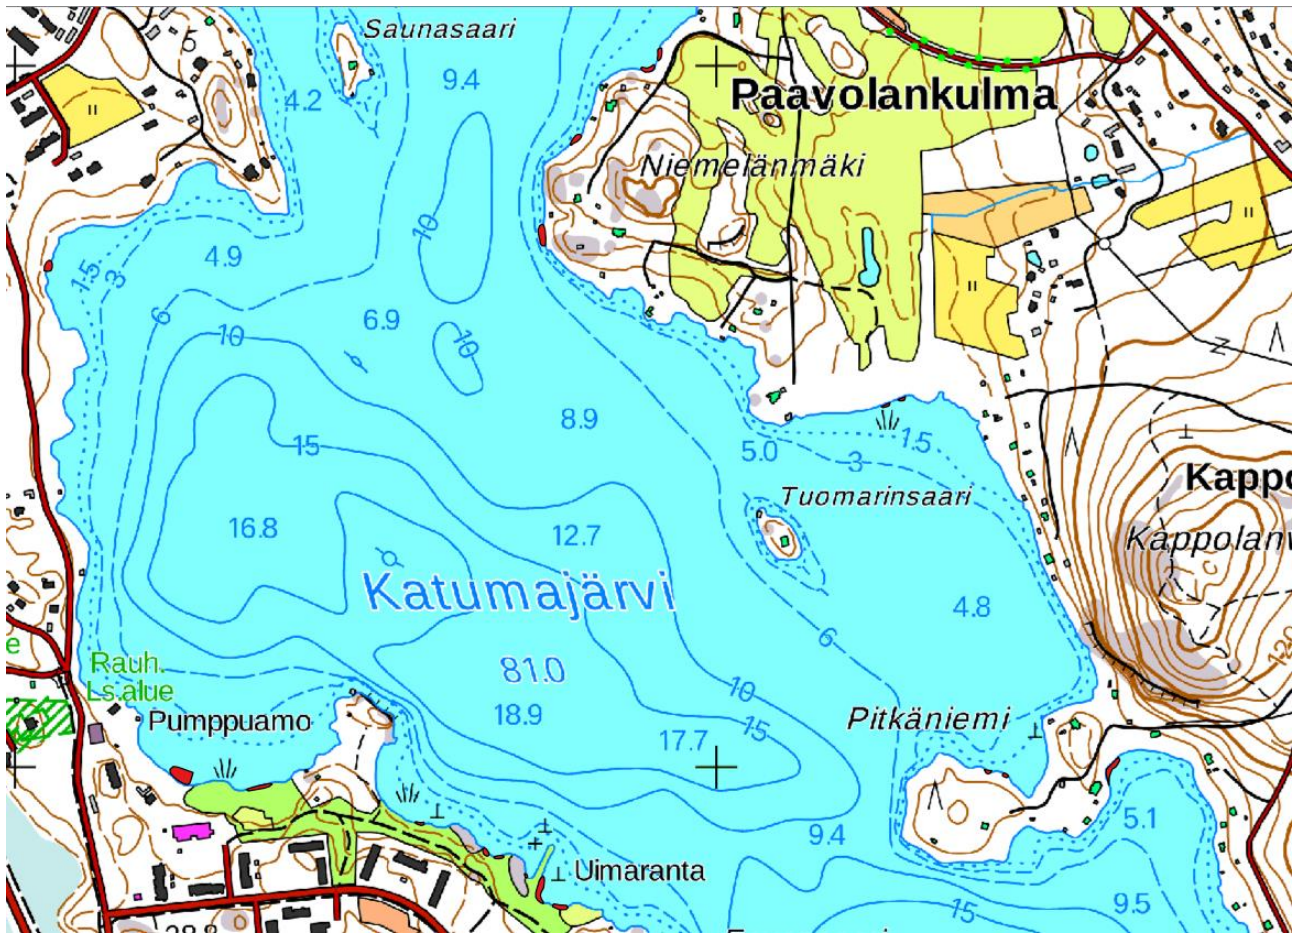 Saunasaari
5
9.4
4.2
Paavolankulma
Niemelänmäki
10
4.9
1.5
3
6
6.9
10
10
8.9
15
5.0
3
1.5
Tuomarinsaari
Kappo
Kappolanv
16.8
12.7
Katumajärvi
4.8
6
e
Rauh.
Ls.alue
81.0
10
Pumppuamo
18.9
17.7
15
Pitkäniemi
9.4
5.1
Uimaranta
15
9.5